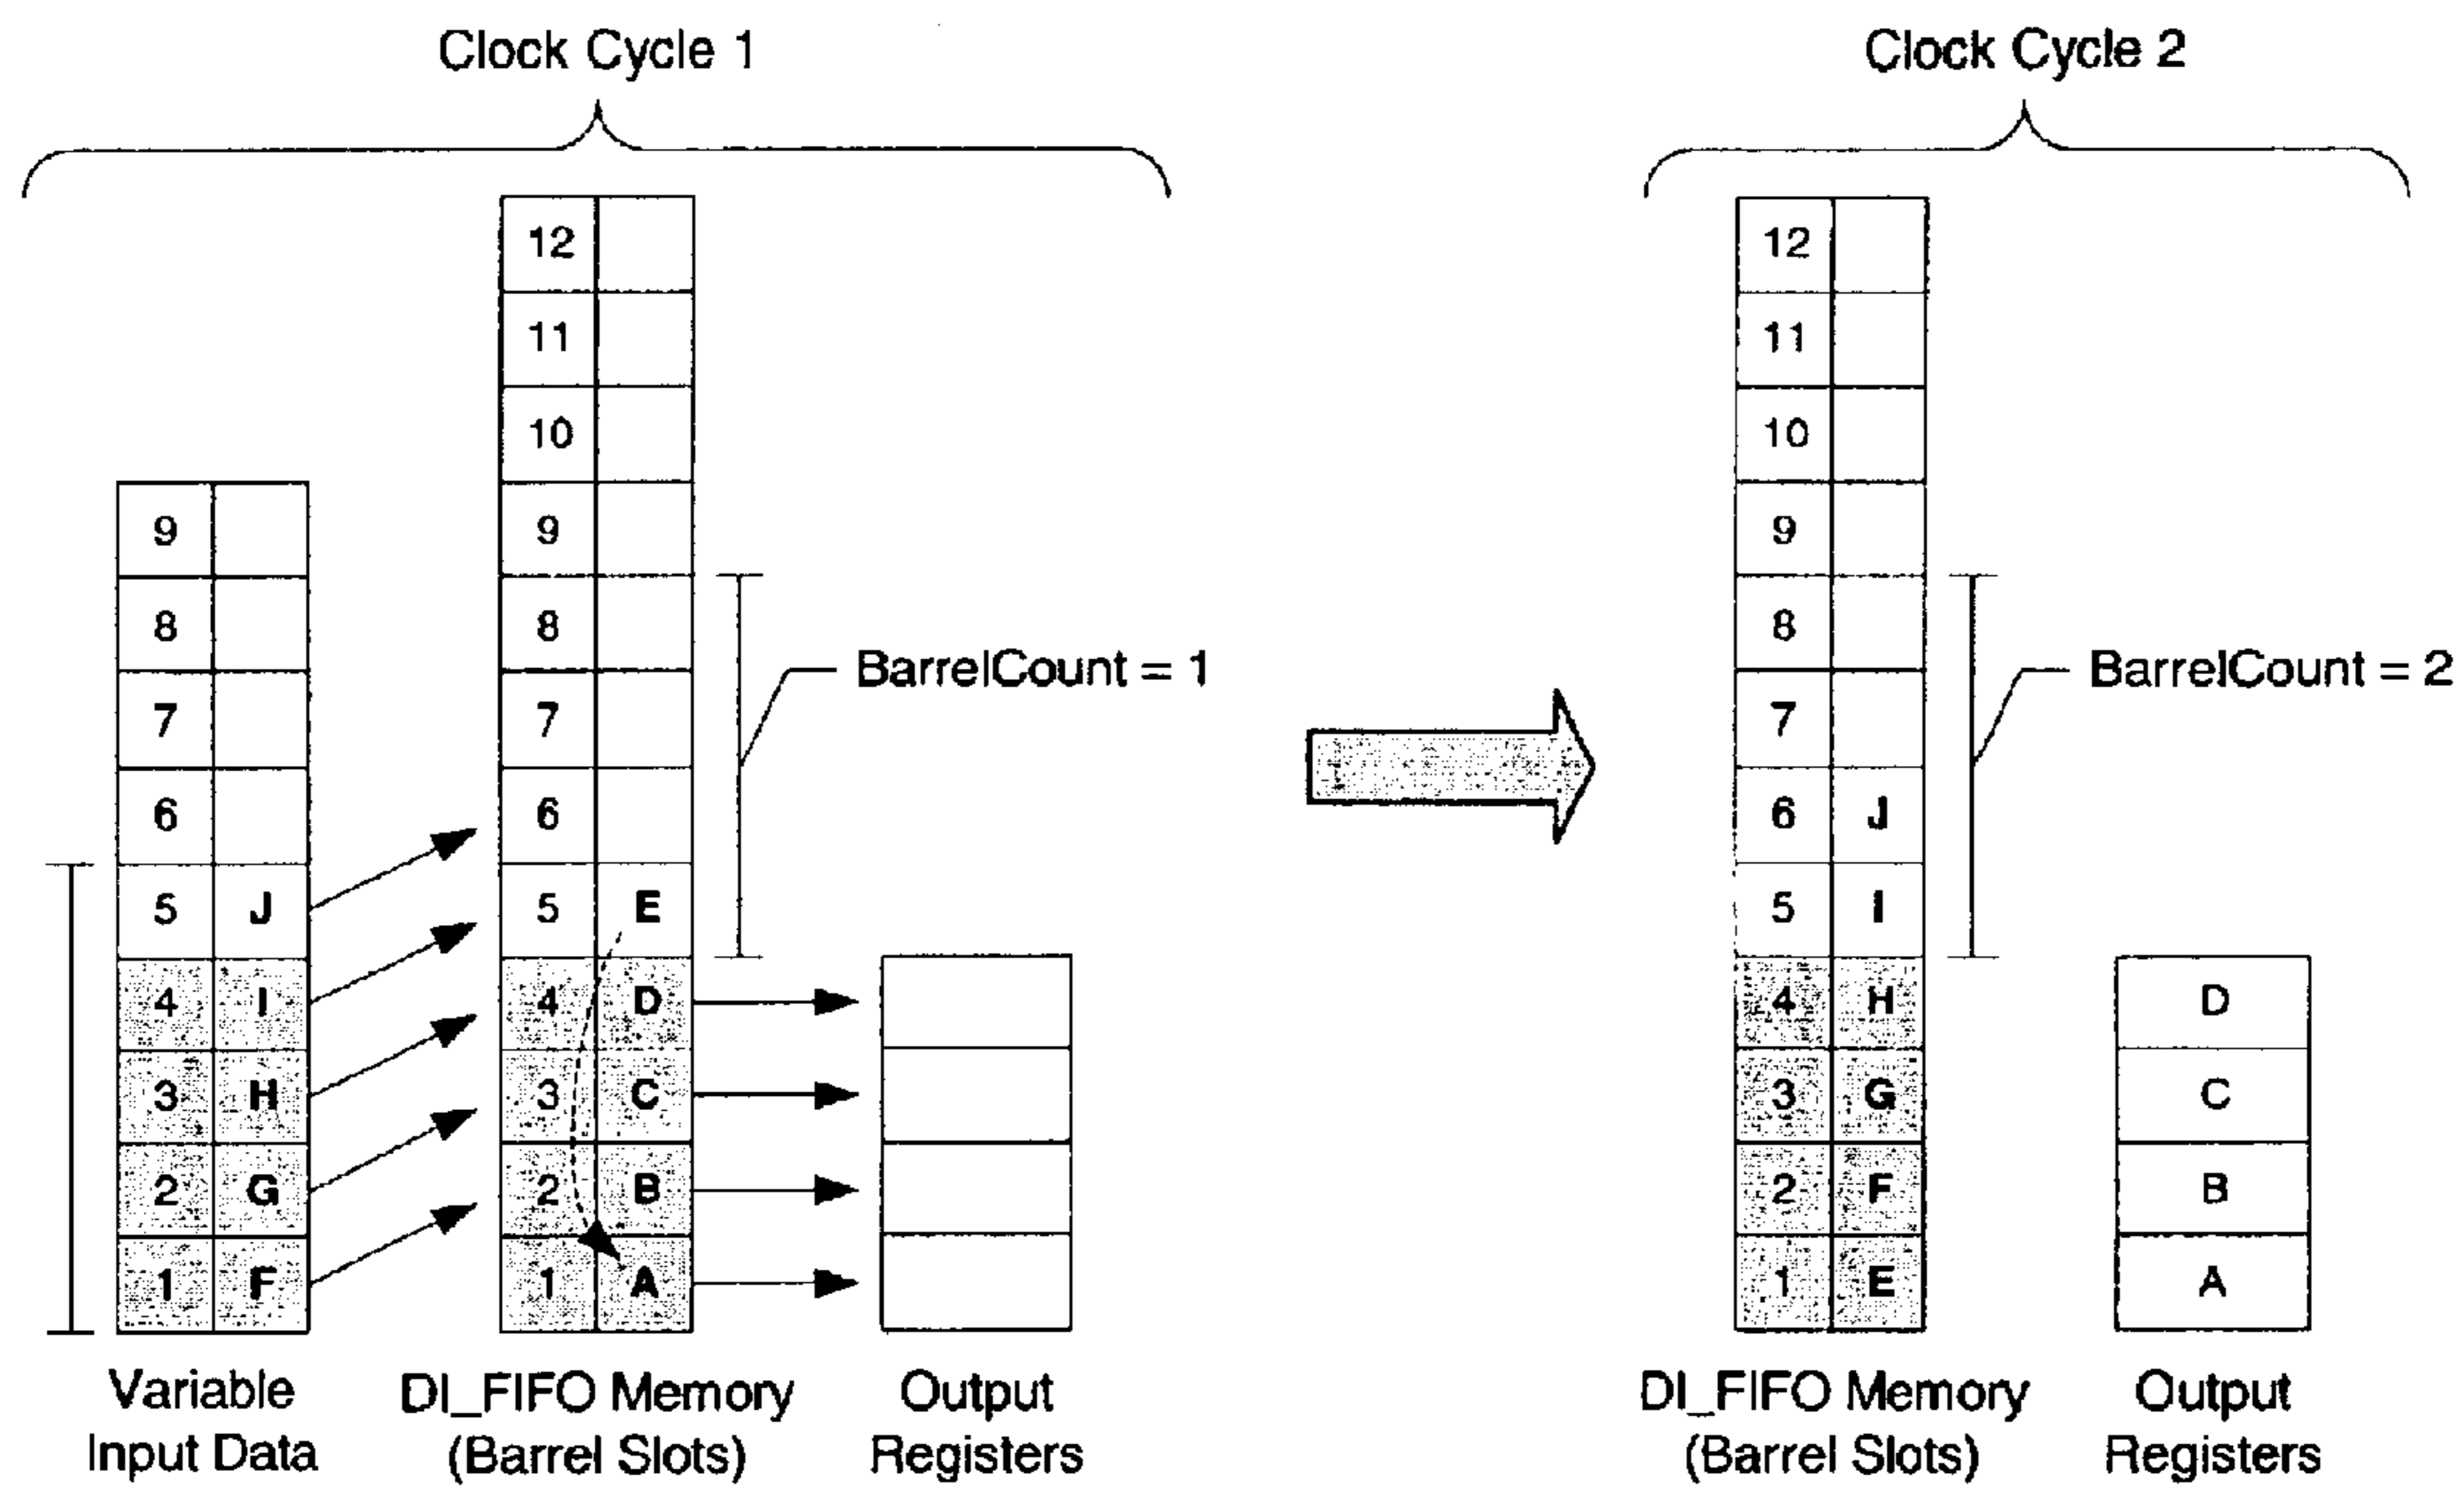 Clock Cycle 1
Clock Cycle 2
12
11
10
9
8
7
6
5 E
4 D
3 C
2 B
1 A
9
8
7
6
5 J
4 I
3 H
2 G
1 F
BarrelCount = 1
12
11
10
9
8
7
6 J
5 I
4 H
3 G
2 F
1 E
BarrelCount = 2
D
C
B
A
Variable
Input Data
DI_FIFO Memory
(Barrel Slots)
Output
Registers
DI_FIFO Memory
(Barrel Slots)
Output
Registers